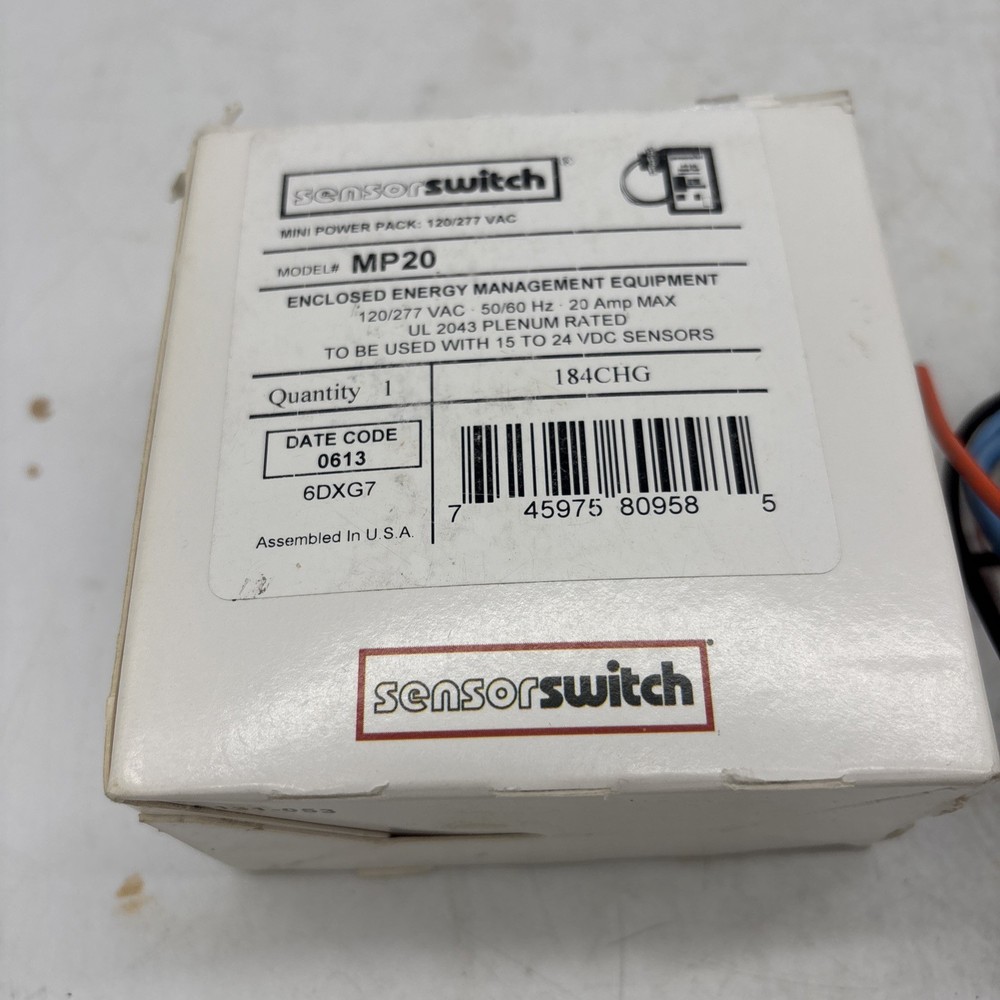 sensorswitch®
MINI POWER PACK: 120/277 VAC
MODEL# MP20
ENCLOSED ENERGY MANAGEMENT EQUIPMENT
120/277 VAC · 50/60 Hz · 20 Amp MAX
UL 2043 PLENUM RATED
TO BE USED WITH 15 TO 24 VDC SENSORS
Quantity 1
184CHG
DATE CODE
0613
6DXG7
Assembled In U.S.A.
7 45975 80958 5
sensorswitch